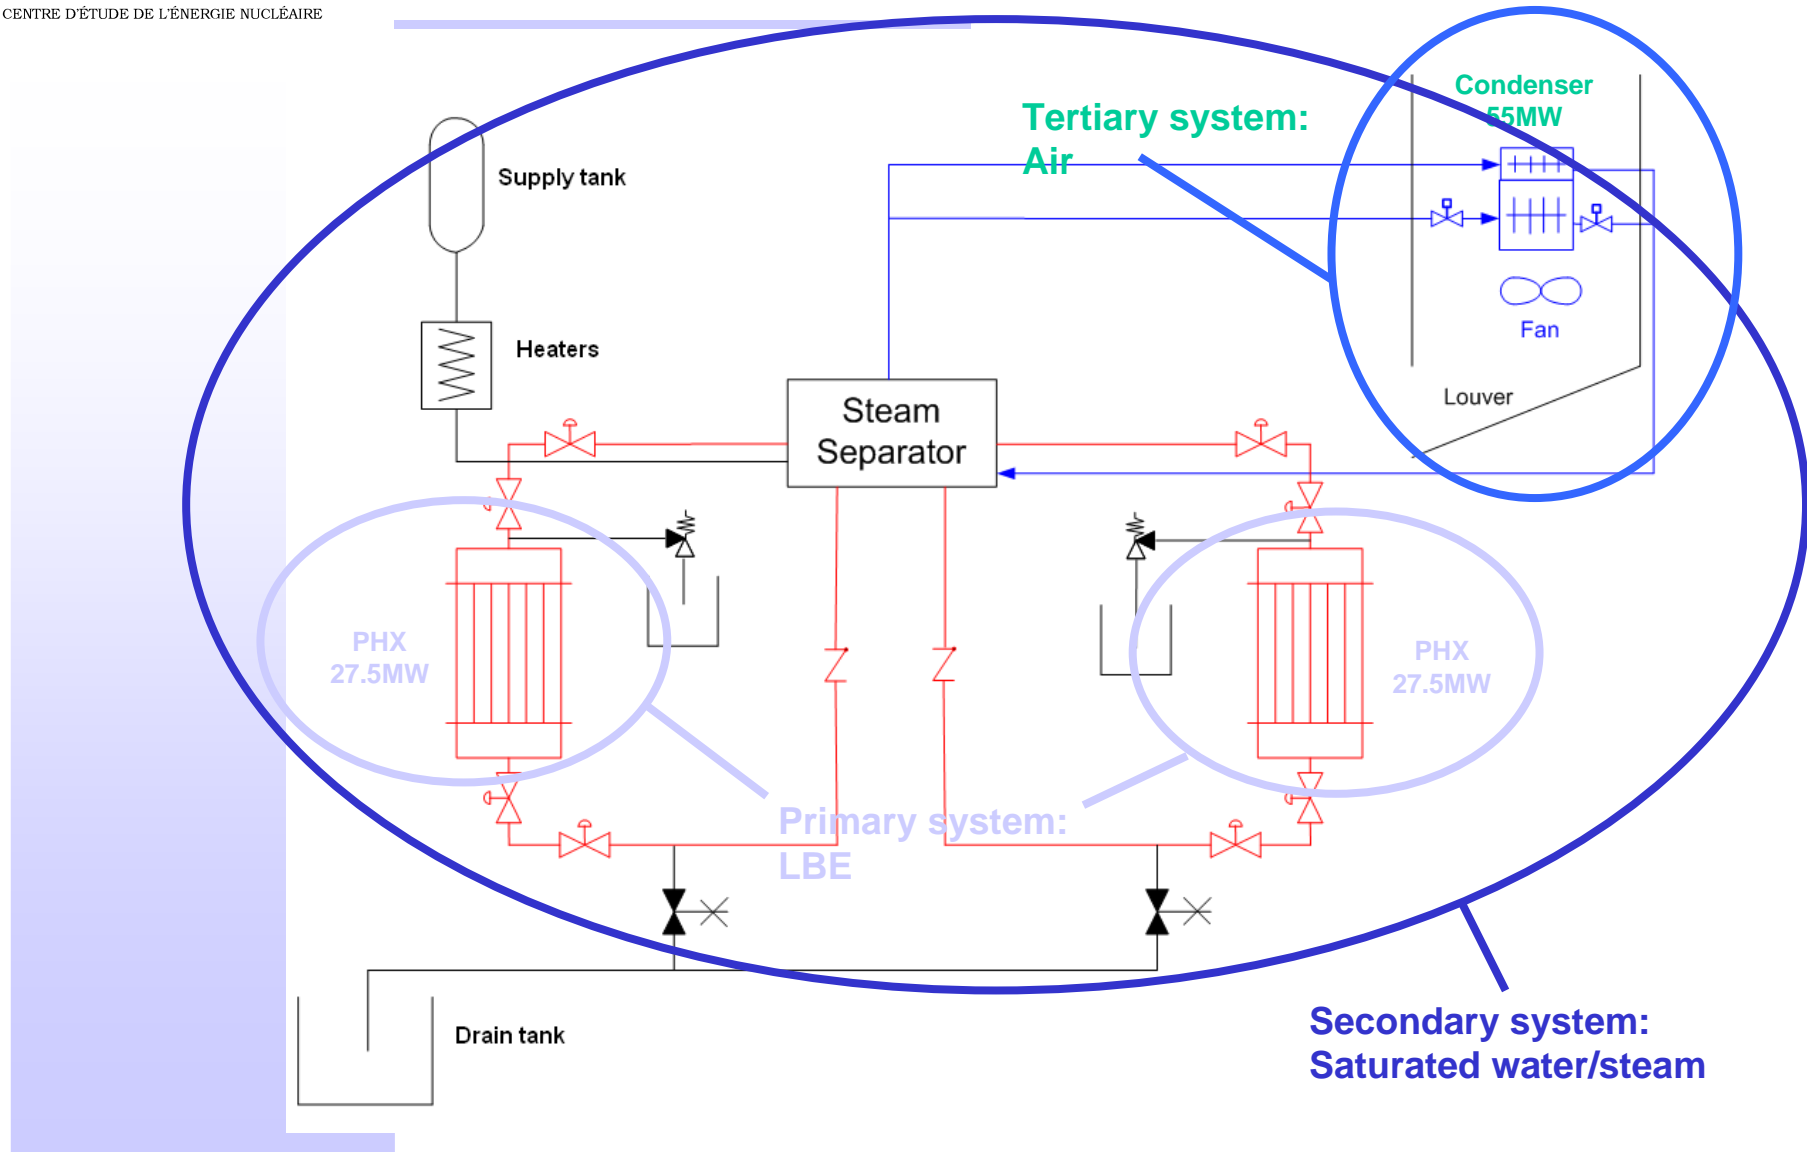 CENTRE D'ÉTUDE DE L'ÉNERGIE NUCLÉAIRE
Condenser
55MW
Tertiary system:
Air
Supply tank
Fan
Heaters
Louver
Steam
Separator
PHX
27.5MW
PHX
27.5MW
Primary system:
LBE
Secondary system:
Saturated water/steam
Drain tank